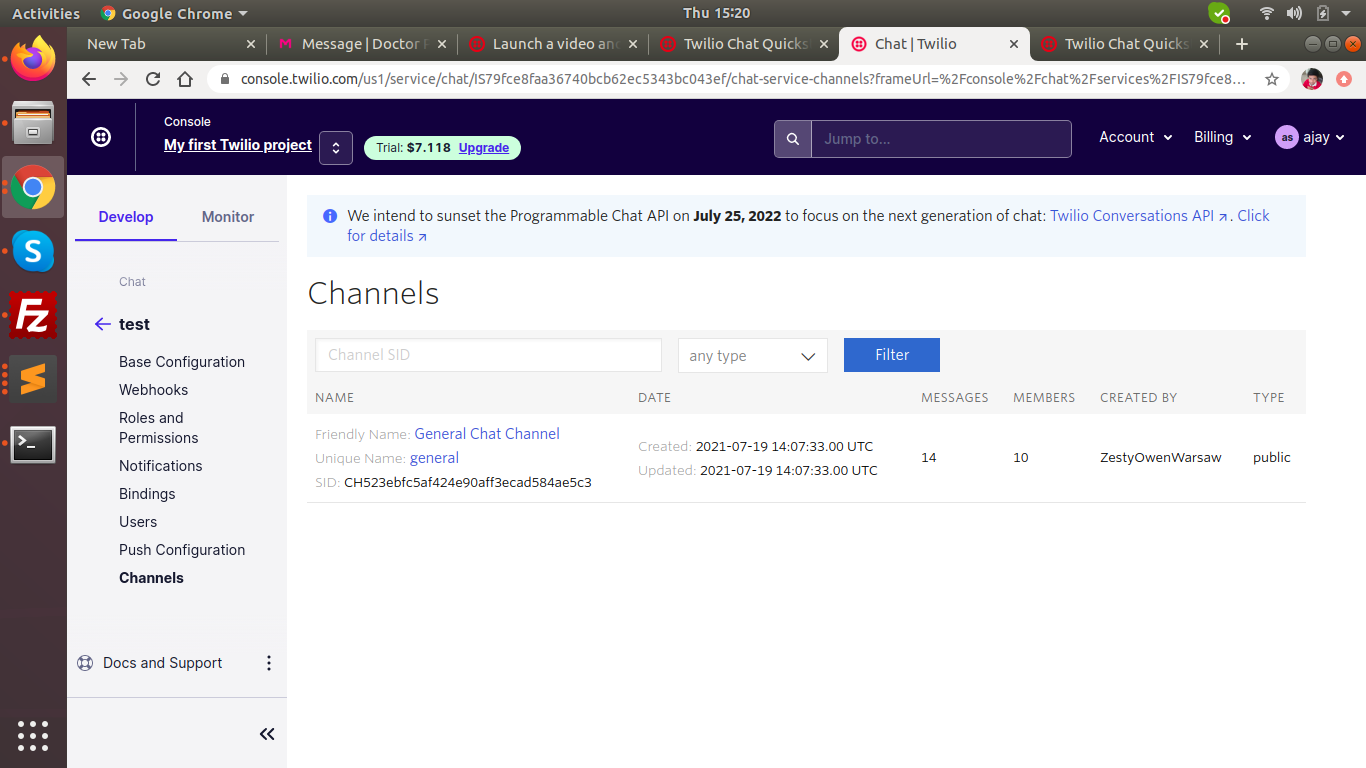 Activities Google Chrome Thu 15:20
New Tab Message | Doctor Launch a video an Twilio Chat Quicks Chat | Twilio Twilio Chat Quicks
console.twilio.com/us1/service/chat/IS79fce8faa36740bcb62ec5343bc043ef/chat-service-channels?frameUrl=%2Fconsole%2Fchat%2Fservices%2FIS79fce8...
Console
My first Twilio project
Trial: $7.118 Upgrade
Jump to...
Account Billing as ajay
Develop Monitor
We intend to sunset the Programmable Chat API on July 25, 2022 to focus on the next generation of chat: Twilio Conversations API . Click
for details
Chat
test
Base Configuration
Webhooks
Roles and
Permissions
Notifications
Bindings
Users
Push Configuration
Channels
Docs and Support
Channels
Channel SID any type Filter
NAME DATE MESSAGES MEMBERS CREATED BY TYPE
Friendly Name: General Chat Channel
Unique Name: general
SID: CH523ebfc5af424e90aff3ecad584ae5c3
Created: 2021-07-19 14:07:33.00 UTC
Updated: 2021-07-19 14:07:33.00 UTC
14 10 ZestyOwenWarsaw public